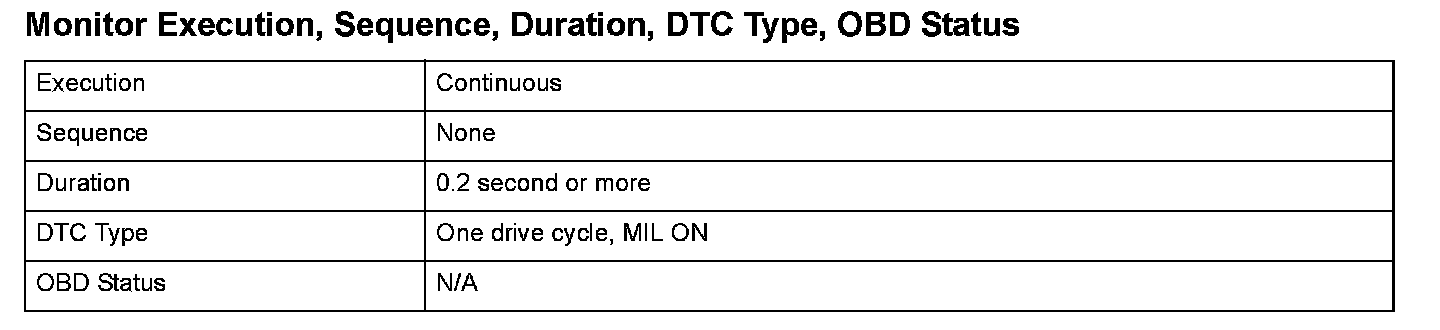 Monitor Execution, Sequence, Duration, DTC Type, OBD Status
Execution Continuous
Sequence None
Duration 0.2 second or more
DTC Type One drive cycle, MIL ON
OBD Status N/A